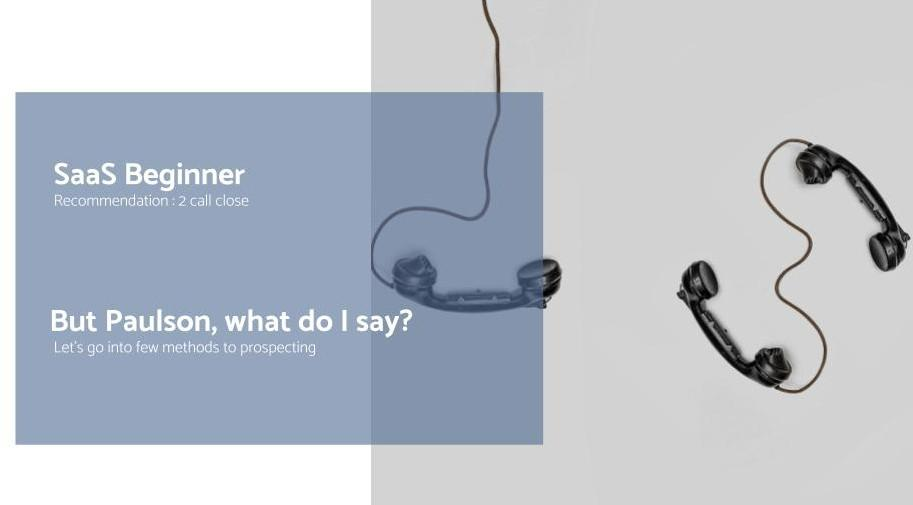 SaaS Beginner
Recommendation : 2 call close
But Paulson, what do I say?
Let's go into few methods to prospecting